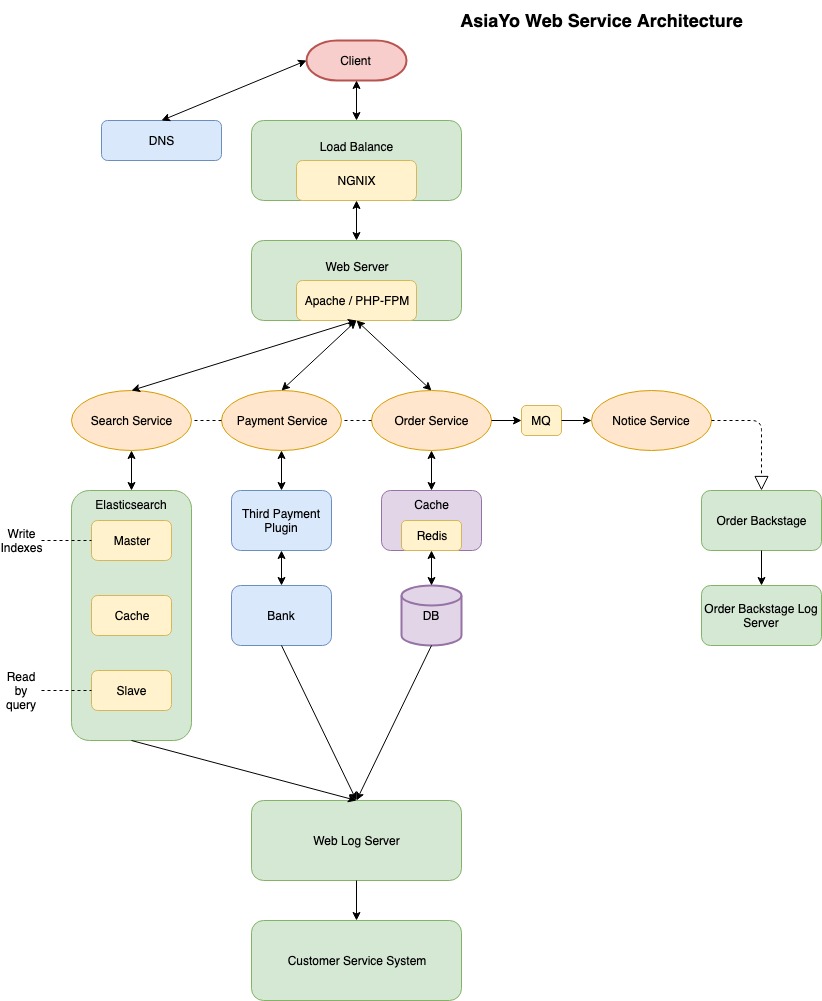 AsiaYo Web Service Architecture
Client
DNS
Load Balance
NGNIX
Web Server
Apache / PHP-FPM
Search Service
Payment Service
Order Service
MQ
Notice Service
Elasticsearch
Write
Indexes
Master
Cache
Read
by
query
Slave
Third Payment
Plugin
Bank
Cache
Redis
DB
Order Backstage
Order Backstage Log
Server
Web Log Server
Customer Service System